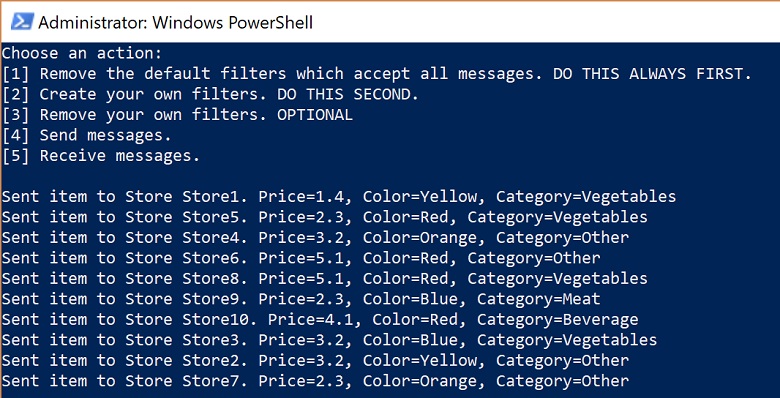 Administrator: Windows PowerShell
Choose an action:
[1] Remove the default filters which accept all messages. DO THIS ALWAYS FIRST.
[2] Create your own filters. DO THIS SECOND.
[3] Remove your own filters. OPTIONAL
[4] Send messages.
[5] Receive messages.
Sent item to Store Store1. Price=1.4, Color=Yellow, Category=Vegetables
Sent item to Store Store5. Price=2.3, Color=Red, Category=Vegetables
Sent item to Store Store4. Price=3.2, Color=Orange, Category=Other
Sent item to Store Store6. Price=5.1, Color=Red, Category=Other
Sent item to Store Store8. Price=5.1, Color=Red, Category=Vegetables
Sent item to Store Store9. Price=2.3, Color=Blue, Category=Meat
Sent item to Store Store10. Price=4.1, Color=Red, Category=Beverage
Sent item to Store Store3. Price=3.2, Color=Blue, Category=Vegetables
Sent item to Store Store2. Price=3.2, Color=Yellow, Category=Other
Sent item to Store Store7. Price=2.3, Color=Orange, Category=Other